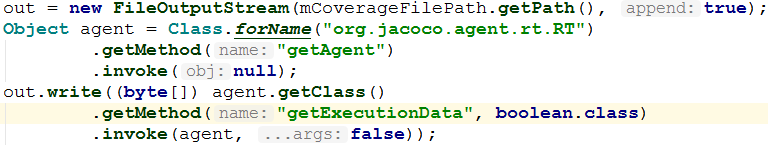 out = new FileOutputStream(mCoverageFilePath.getPath(), append: true);
Object agent = Class.forName("org.jacoco.agent.rt.RT")
.getMethod( name: "getAgent")
.invoke( obj: null);
out.write((byte[]) agent.getClass()
.getMethod( name: "getExecutionData", boolean.class)
.invoke(agent, ...args: false));